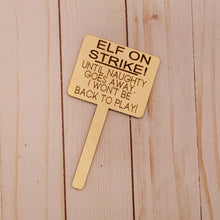 ELF ON
STRIKE!
UNTIL NAUGHTY
GOES AWAY,
I WON'T BE
BACK TO PLAY!